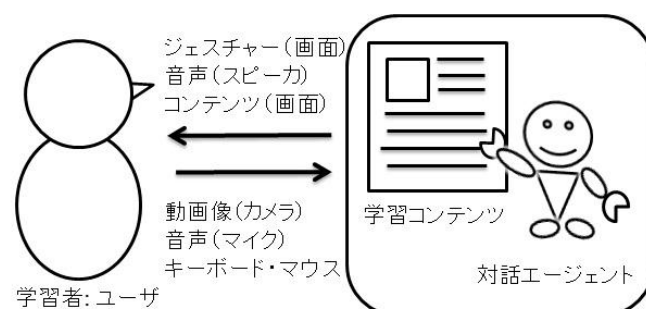 ジェスチャー(画面)
音声(スピーカ)
コンテンツ(画面)
動画像(カメラ)
音声(マイク)
キーボード・マウス
学習者: ユーザ
学習コンテンツ
対話エージェント